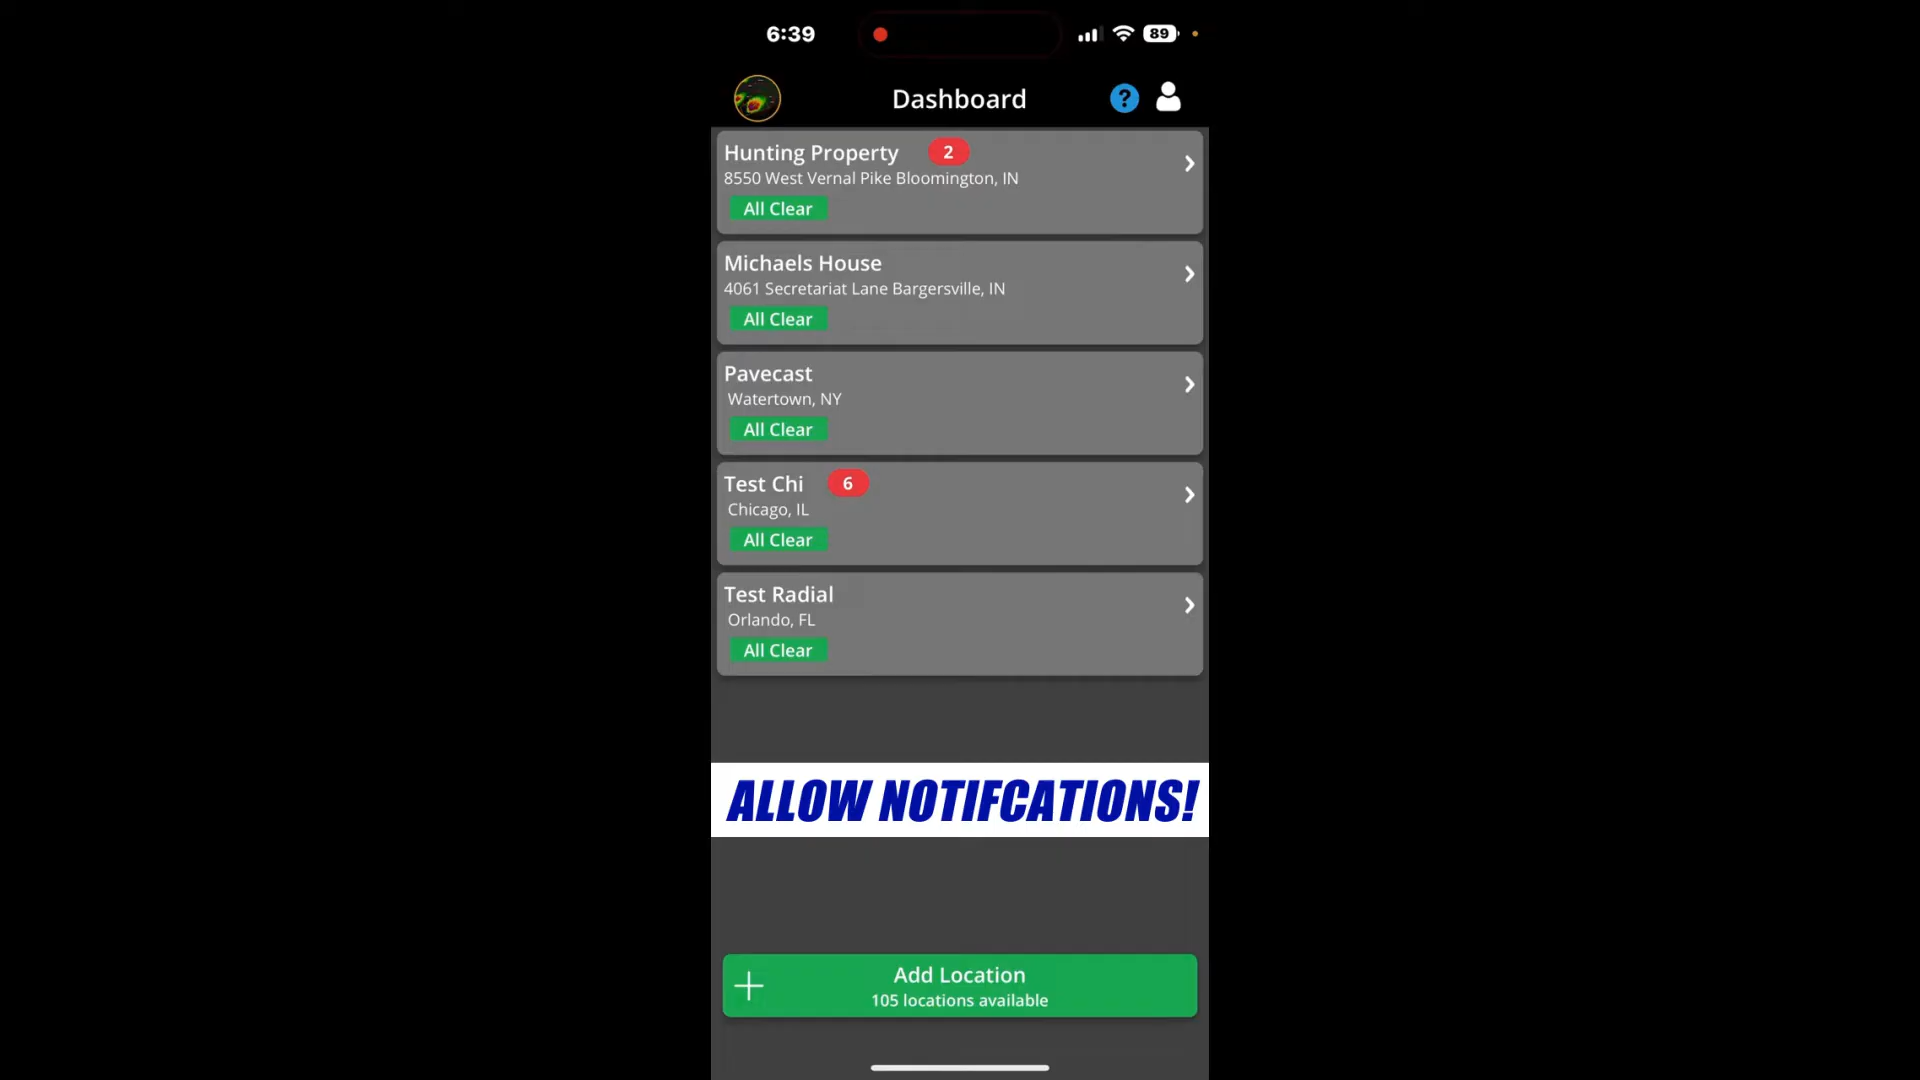 6:39
89
Dashboard
?
Hunting Property 2
8550 West Vernal Pike Bloomington, IN
All Clear
Michaels House
4061 Secretariat Lane Bargersville, IN
All Clear
Pavecast
Watertown, NY
All Clear
Test Chi 6
Chicago, IL
All Clear
Test Radial
Orlando, FL
All Clear
ALLOW NOTIFCATIONS!
Add Location
105 locations available